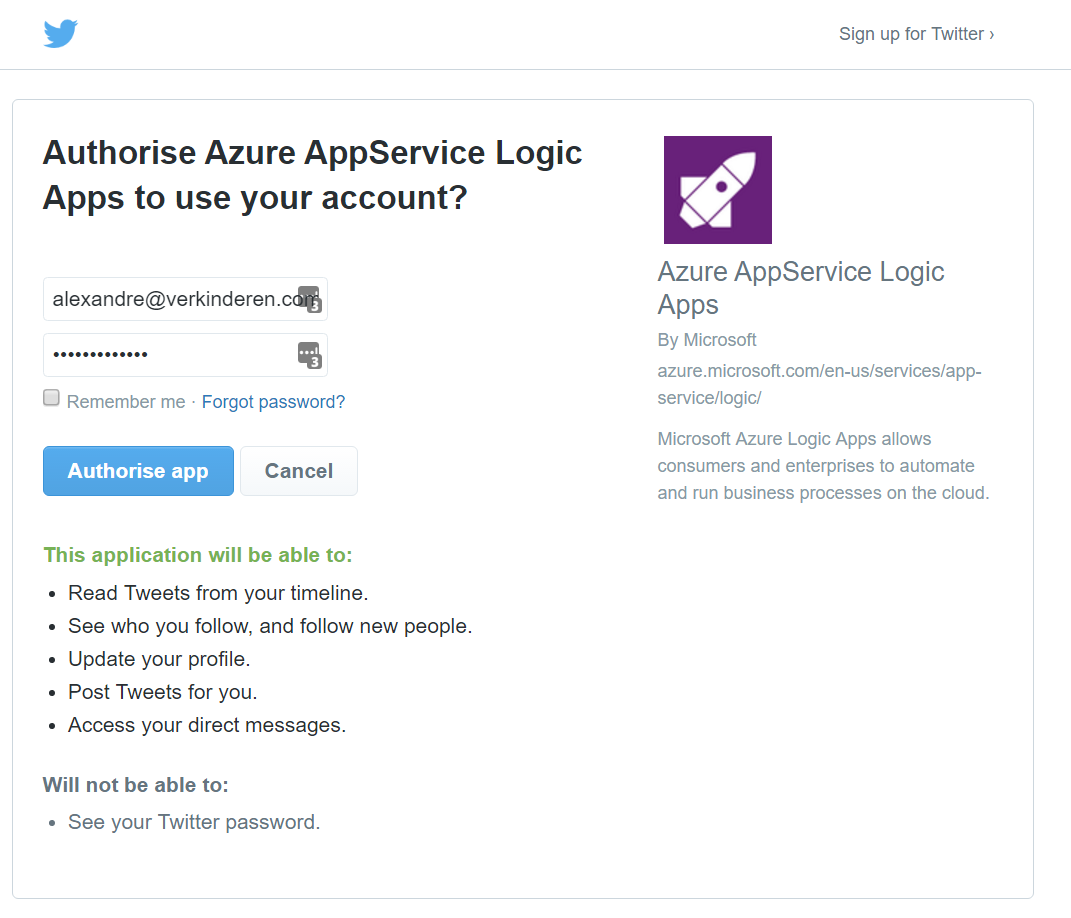 Sign up for Twitter ›
Authorise Azure AppService Logic
Apps to use your account?
alexandre@verkinderen.com
3
•••••••••••••
3
Remember me · Forgot password?
Authorise app
Cancel
This application will be able to:
• Read Tweets from your timeline.
• See who you follow, and follow new people.
• Update your profile.
• Post Tweets for you.
• Access your direct messages.
Will not be able to:
• See your Twitter password.
Azure AppService Logic
Apps
By Microsoft
azure.microsoft.com/en-us/services/app-
service/logic/
Microsoft Azure Logic Apps allows
consumers and enterprises to automate
and run business processes on the cloud.